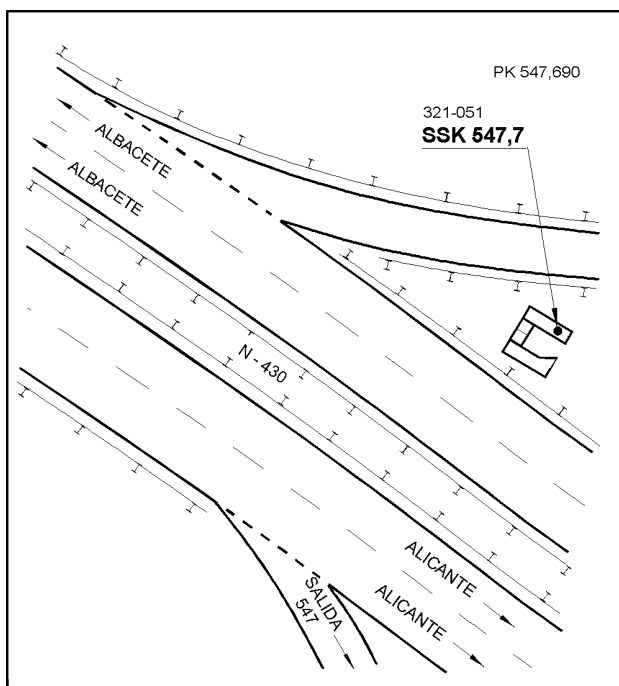 PK 547,690
321-051
SSK 547,7
ALBACETE
ALBACETE
N - 430
ALICANTE
ALICANTE
SALIDA
547